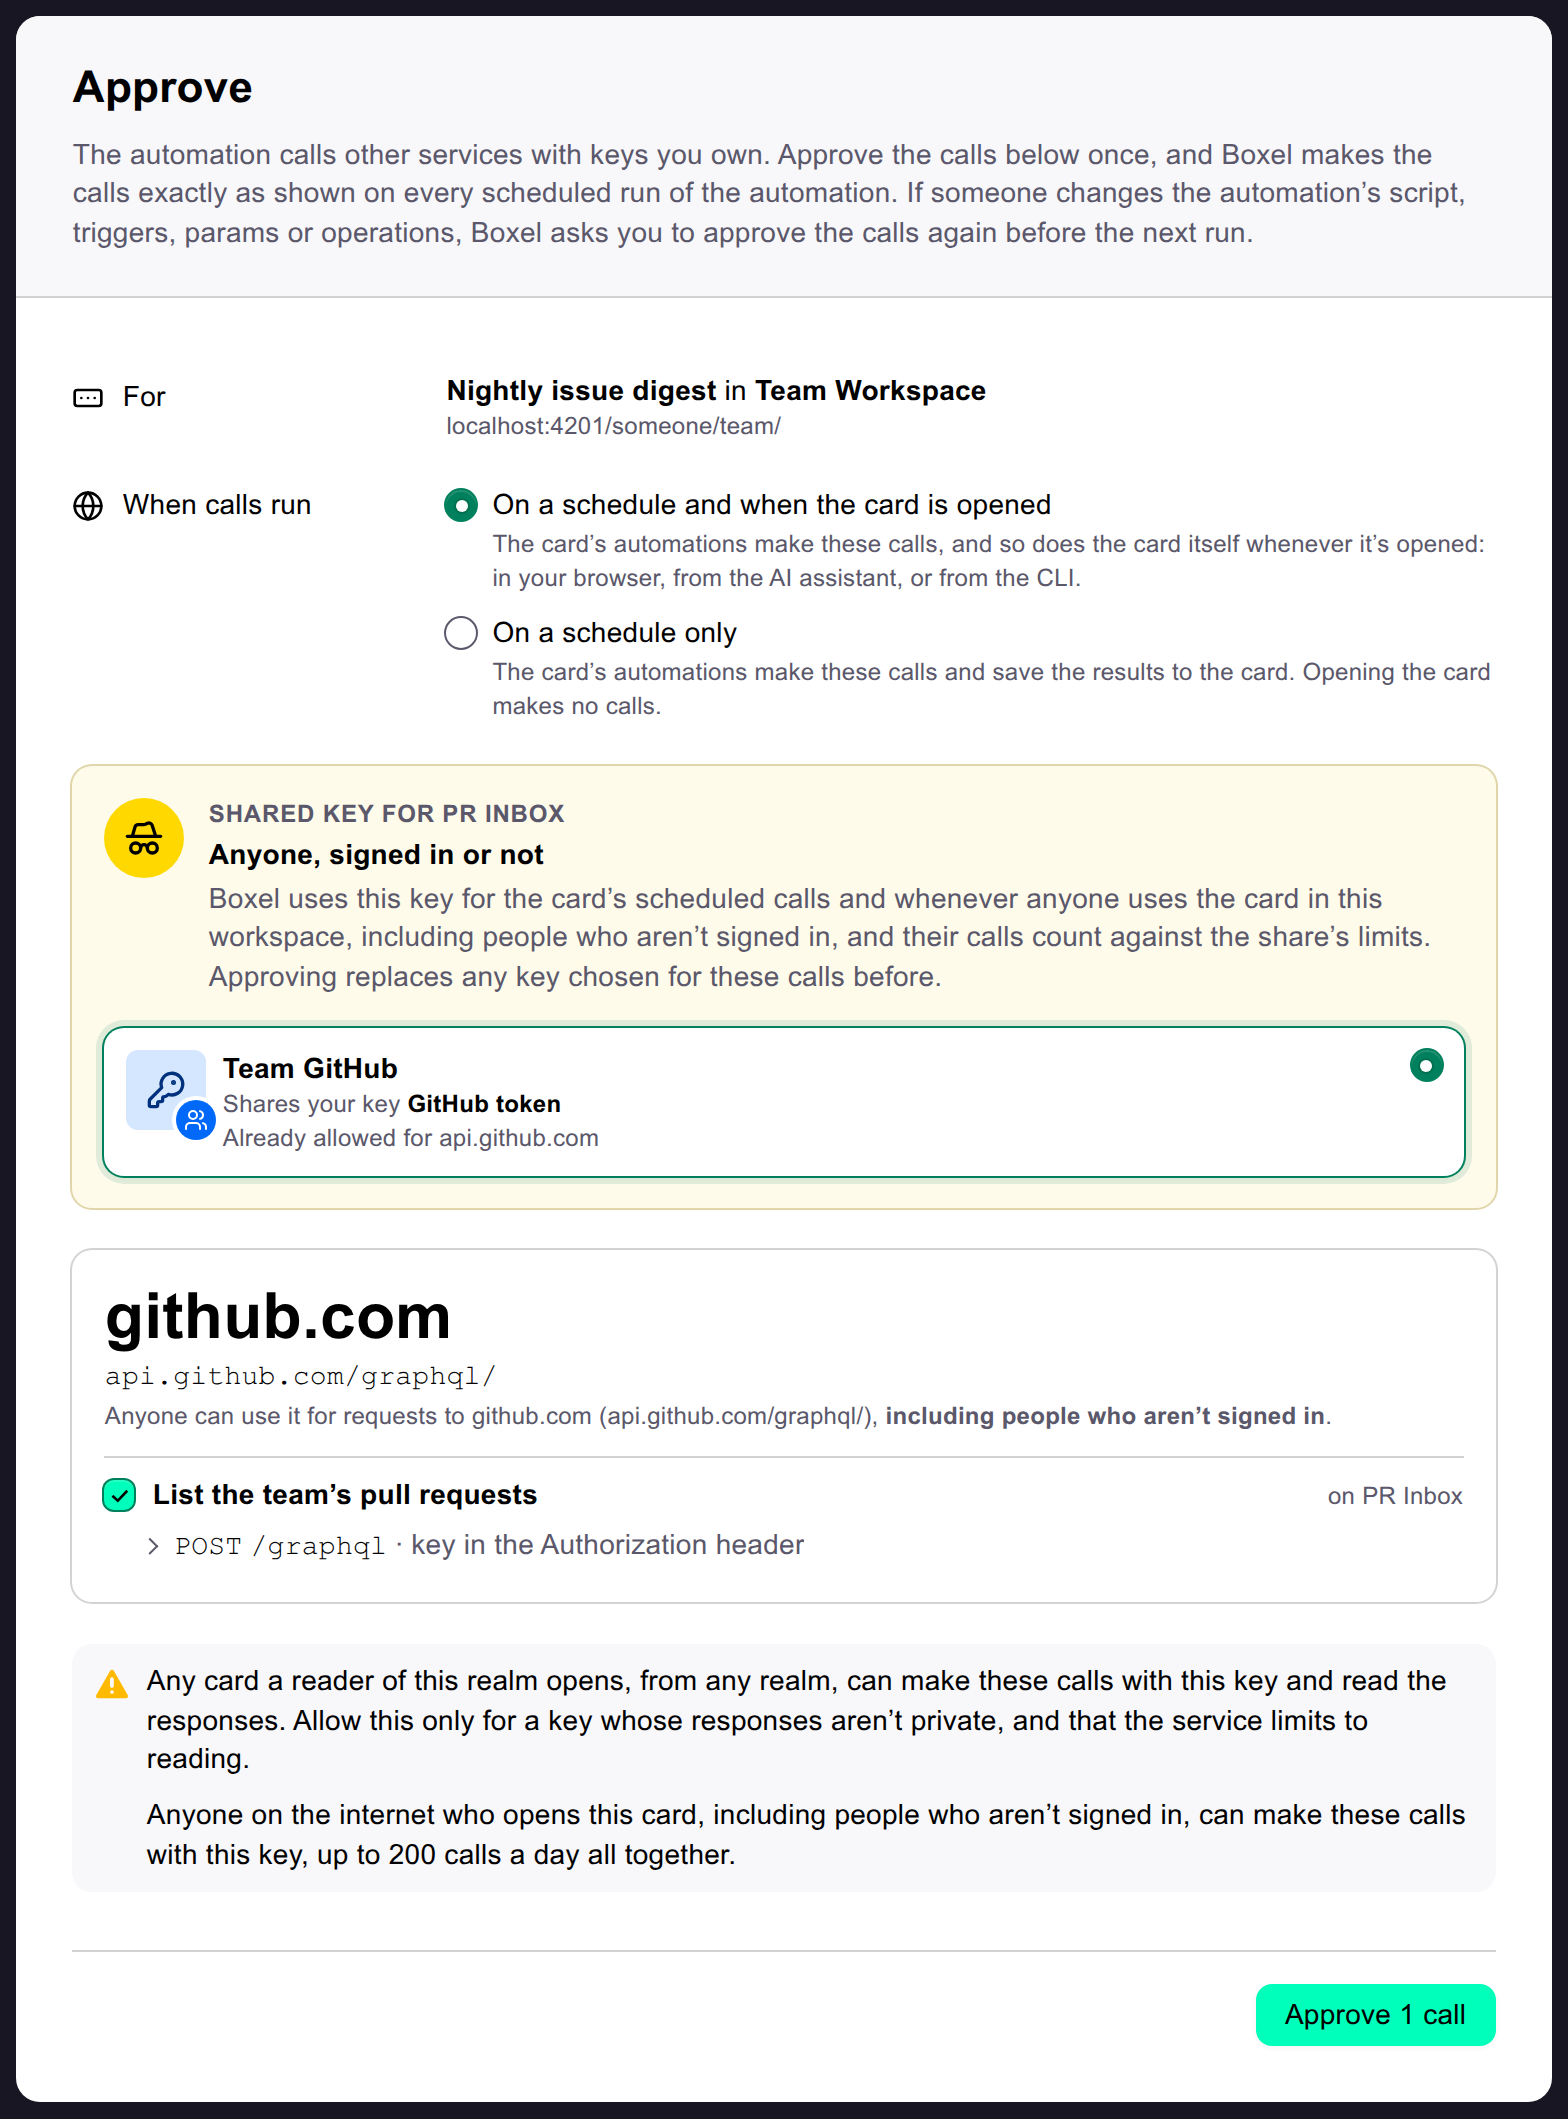 Approve
The automation calls other services with keys you own. Approve the calls below once, and Boxel makes the
calls exactly as shown on every scheduled run of the automation. If someone changes the automation’s script,
triggers, params or operations, Boxel asks you to approve the calls again before the next run.
For
Nightly issue digest in Team Workspace
localhost:4201/someone/team/
When calls run
On a schedule and when the card is opened
The card’s automations make these calls, and so does the card itself whenever it’s opened:
in your browser, from the AI assistant, or from the CLI.
On a schedule only
The card’s automations make these calls and save the results to the card. Opening the card
makes no calls.
SHARED KEY FOR PR INBOX
Anyone, signed in or not
Boxel uses this key for the card’s scheduled calls and whenever anyone uses the card in this
workspace, including people who aren’t signed in, and their calls count against the share’s limits.
Approving replaces any key chosen for these calls before.
Team GitHub
Shares your key GitHub token
Already allowed for api.github.com
github.com
api.github.com/graphql/
Anyone can use it for requests to github.com (api.github.com/graphql/), including people who aren’t signed in.
List the team’s pull requests
on PR Inbox
POST /graphql · key in the Authorization header
Any card a reader of this realm opens, from any realm, can make these calls with this key and read the
responses. Allow this only for a key whose responses aren’t private, and that the service limits to
reading.
Anyone on the internet who opens this card, including people who aren’t signed in, can make these calls
with this key, up to 200 calls a day all together.
Approve 1 call